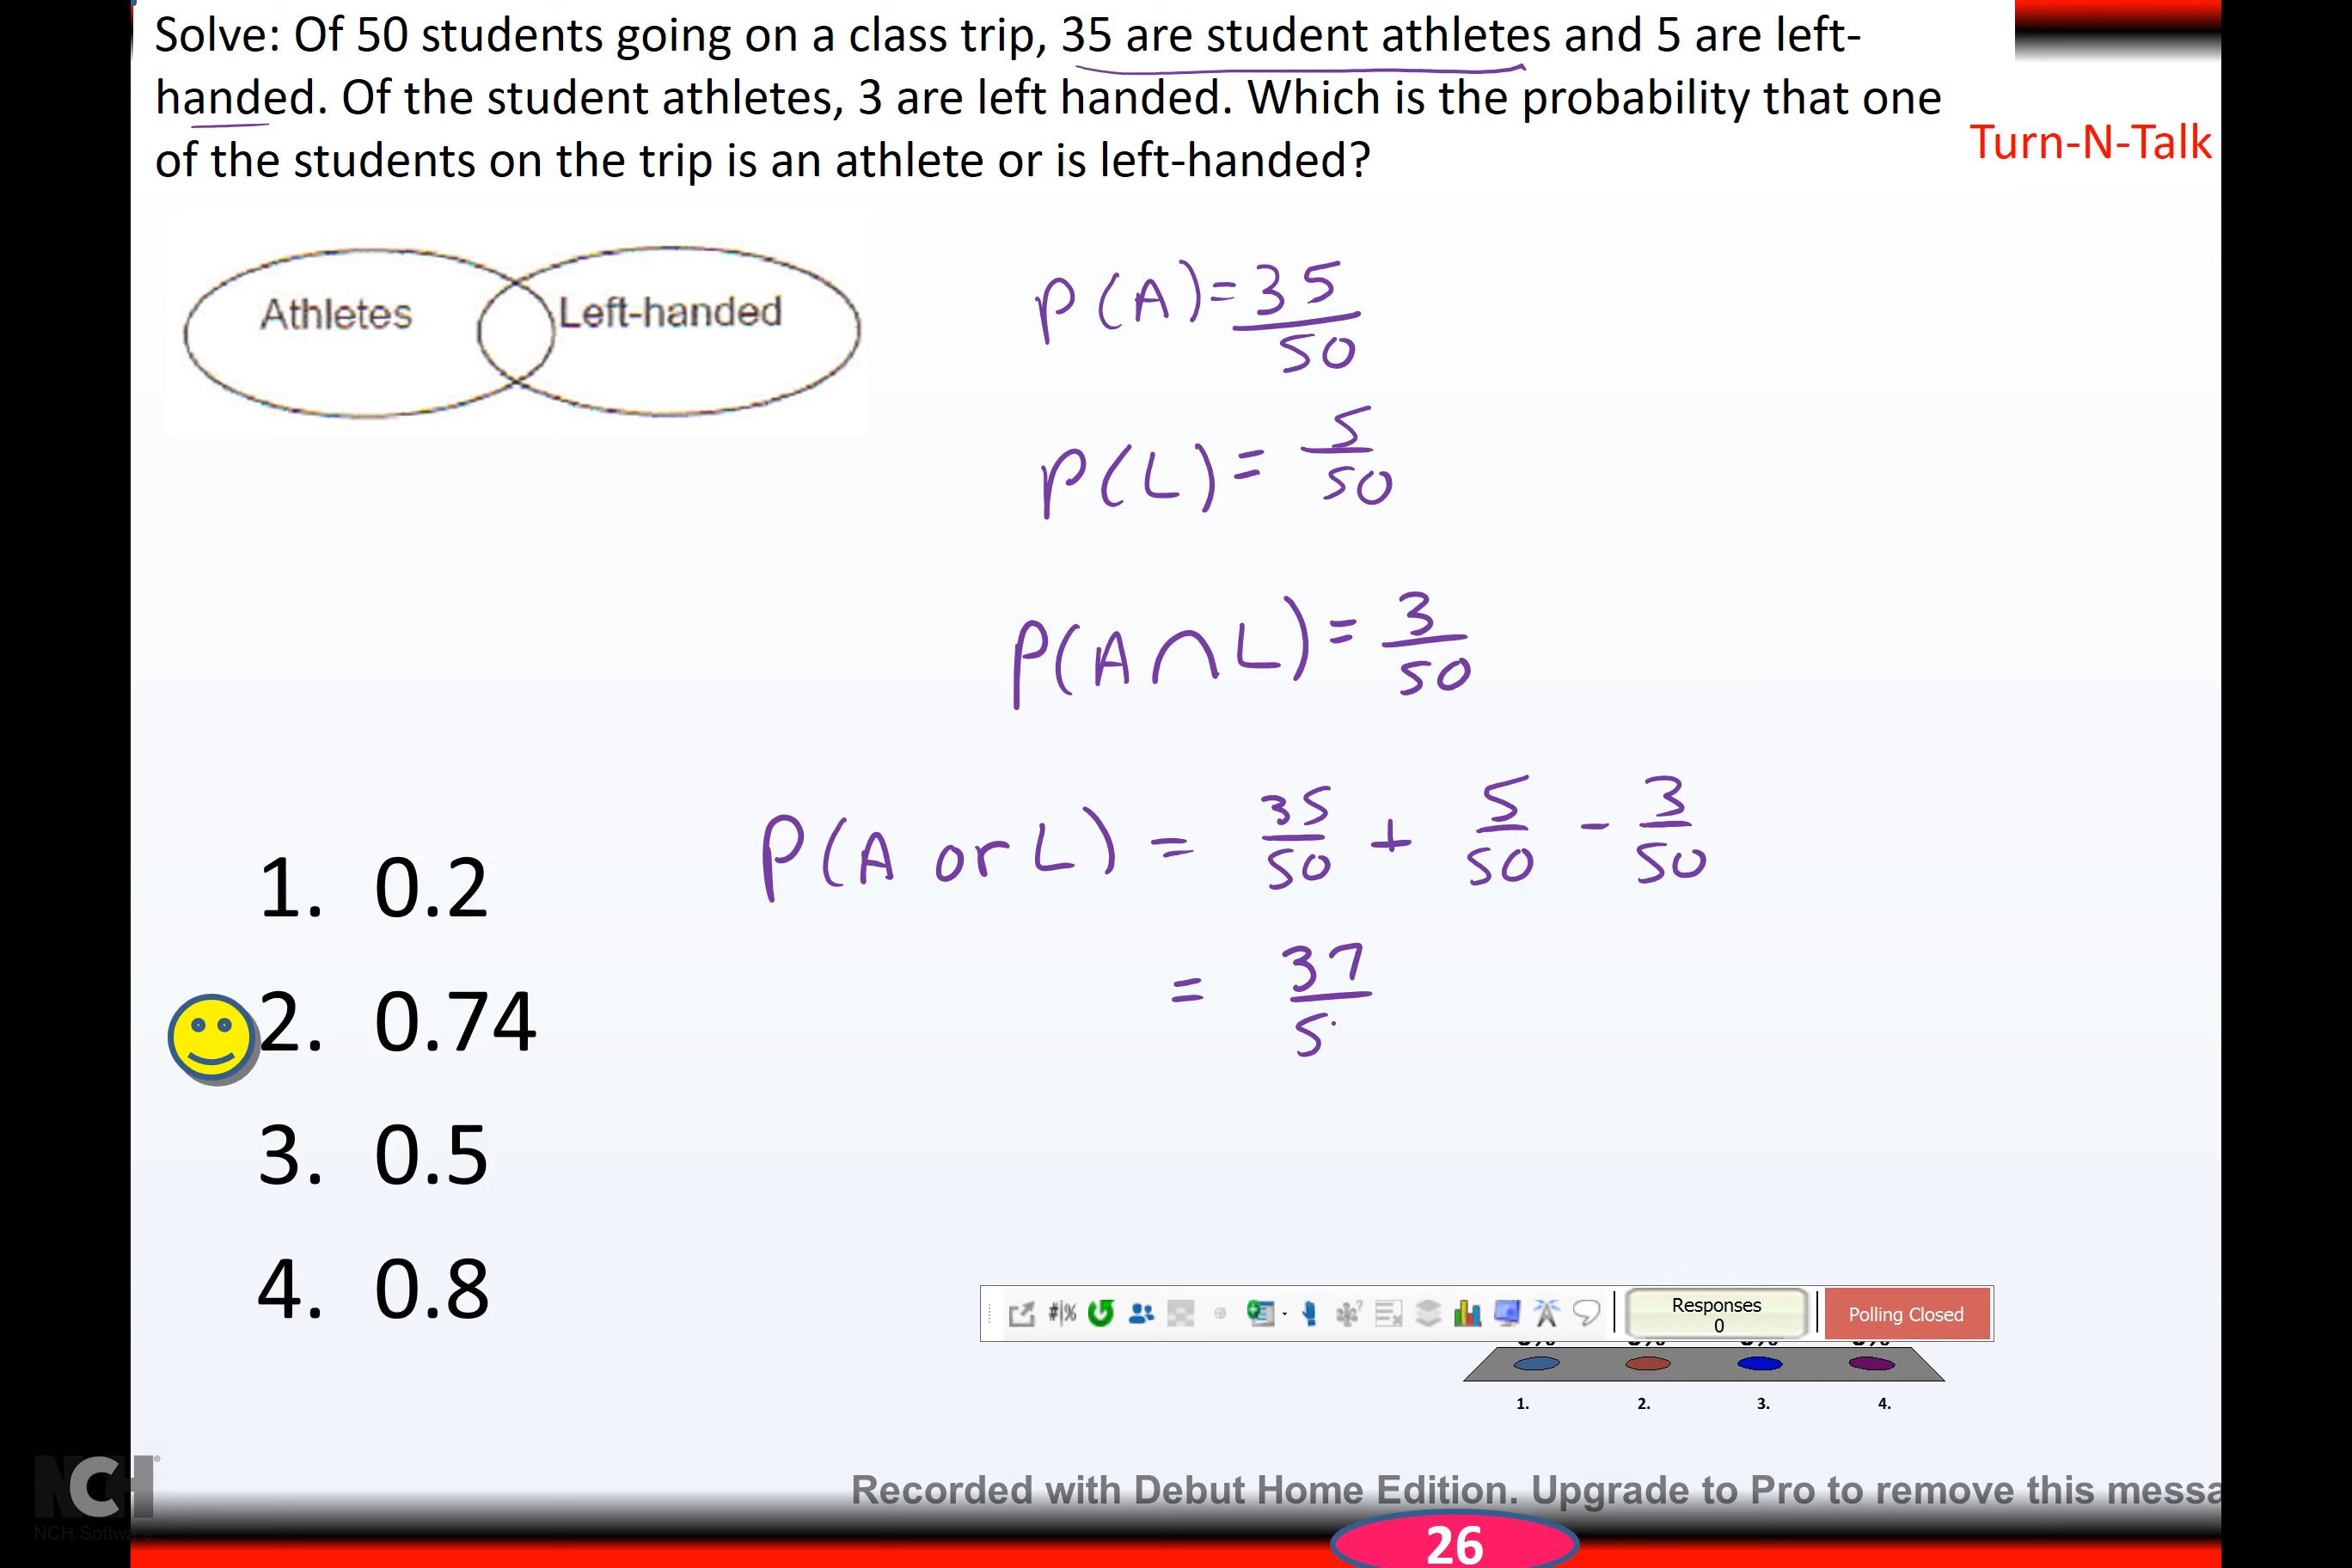 Solve: Of 50 students going on a class trip, 35 are student athletes and 5 are left-
handed. Of the student athletes, 3 are left handed. Which is the probability that one
of the students on the trip is an athlete or is left-handed?
Turn-N-Talk
Athletes
Left-handed
P(A)=35/50
P(L)=5/50
P(A∩L)=3/50
P(A or L) = 35/50 + 5/50 - 3/50
= 37/5
1. 0.2
2. 0.74
3. 0.5
4. 0.8
#|%
Responses
0
Polling Closed
1. 2. 3. 4.
NCH®
NCH Software
Recorded with Debut Home Edition. Upgrade to Pro to remove this messa
26